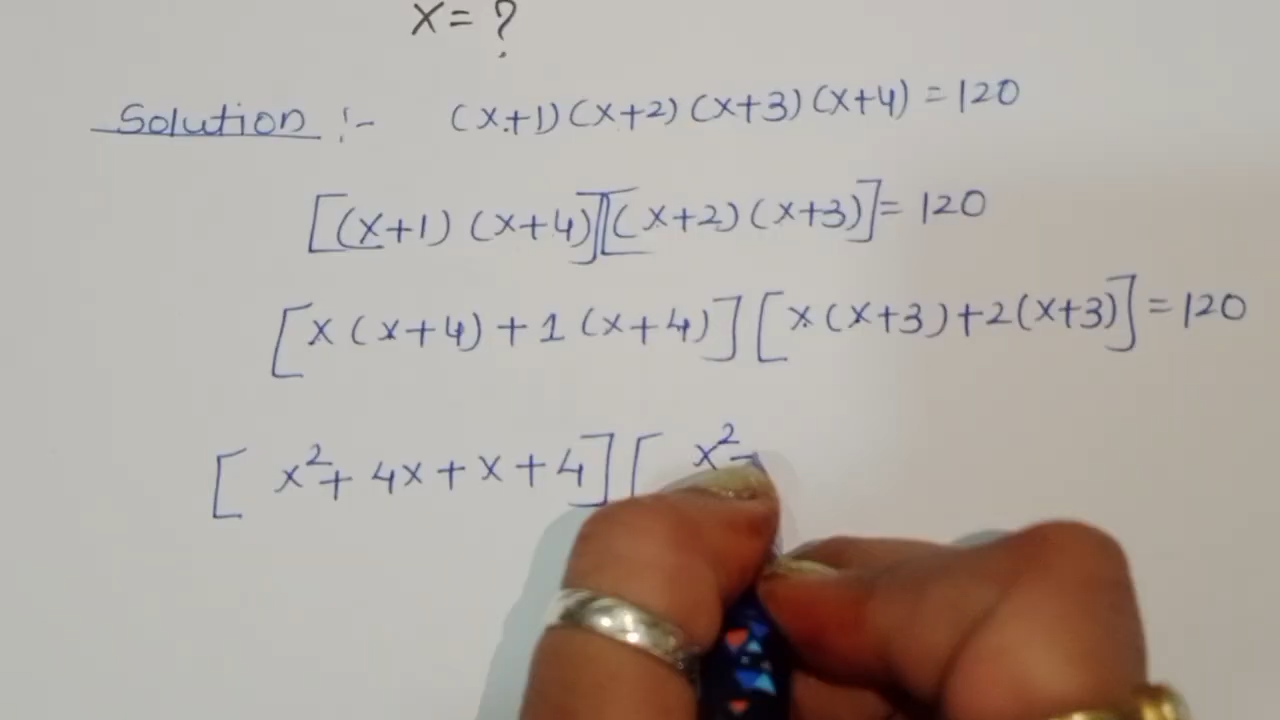 x = ?
Solution :- (x+1) (x+2) (x+3) (x+4) = 120
[(x+1) (x+4)] [(x+2) (x+3)] = 120
[x (x+4) + 1 (x+4)] [x (x+3) + 2 (x+3)] = 120
[x² + 4x + x + 4] [x² -